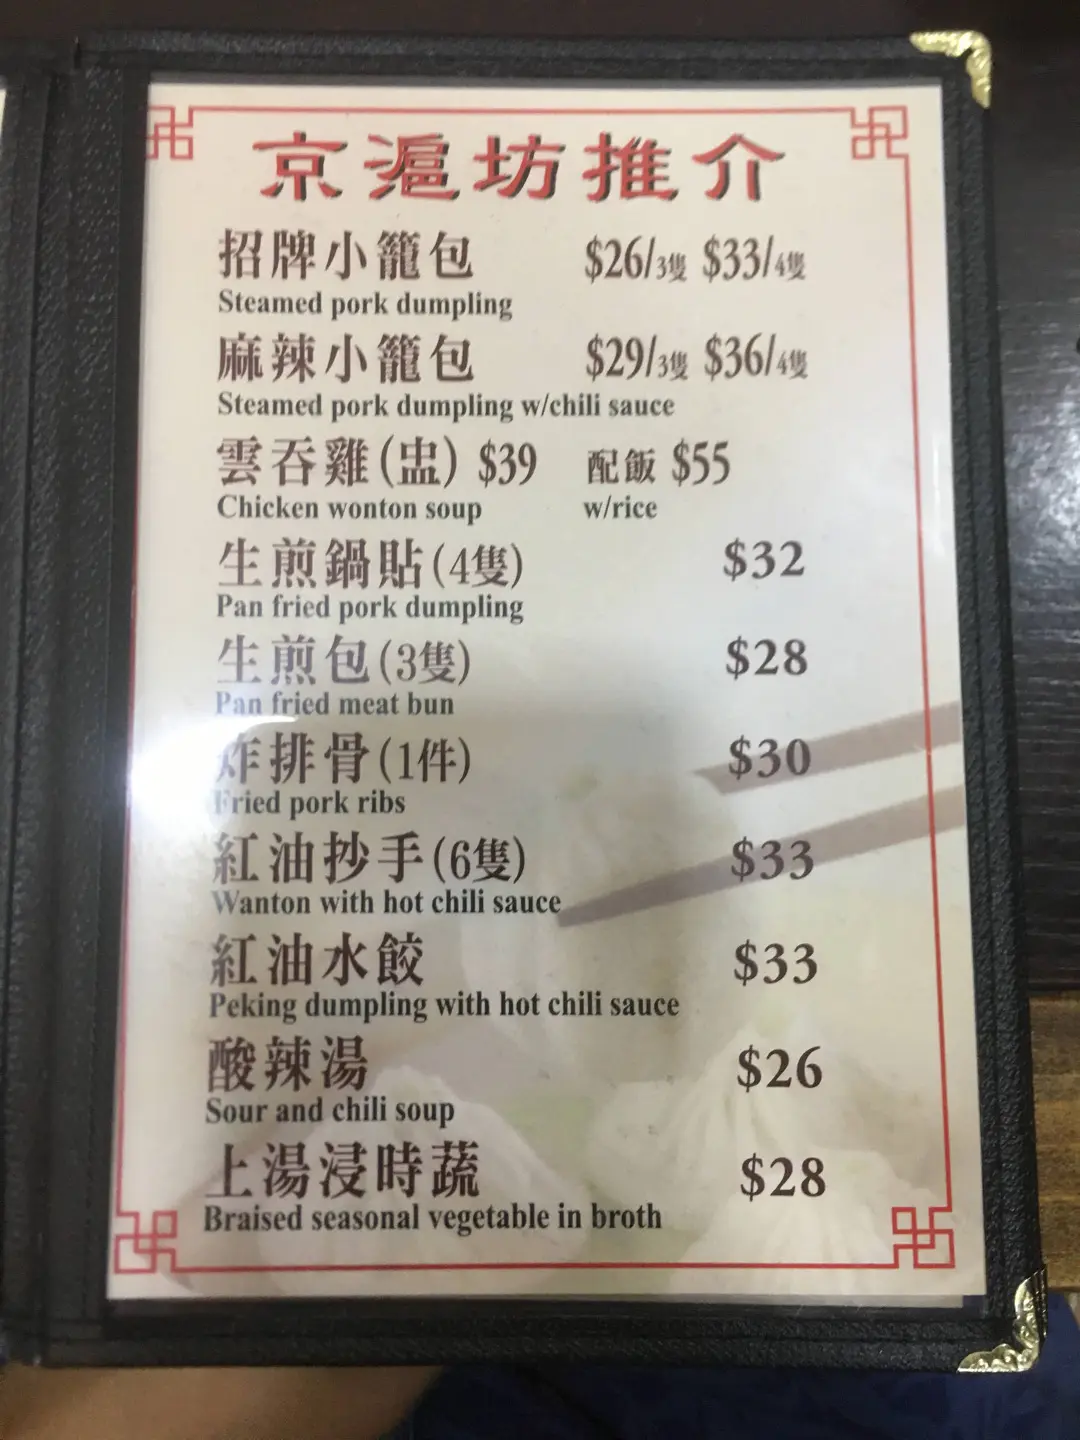 京滬坊推介
招牌小籠包 $26/3隻 $33/4隻
Steamed pork dumpling
麻辣小籠包 $29/3隻 $36/4隻
Steamed pork dumpling w/chili sauce
雲吞雞(盅) $39 配飯 $55
Chicken wonton soup w/rice
生煎鍋貼(4隻) $32
Pan fried pork dumpling
生煎包(3隻) $28
Pan fried meat bun
炸排骨(1件) $30
Fried pork ribs
紅油抄手(6隻) $33
Wanton with hot chili sauce
紅油水餃 $33
Peking dumpling with hot chili sauce
酸辣湯 $26
Sour and chili soup
上湯浸時蔬 $28
Braised seasonal vegetable in broth